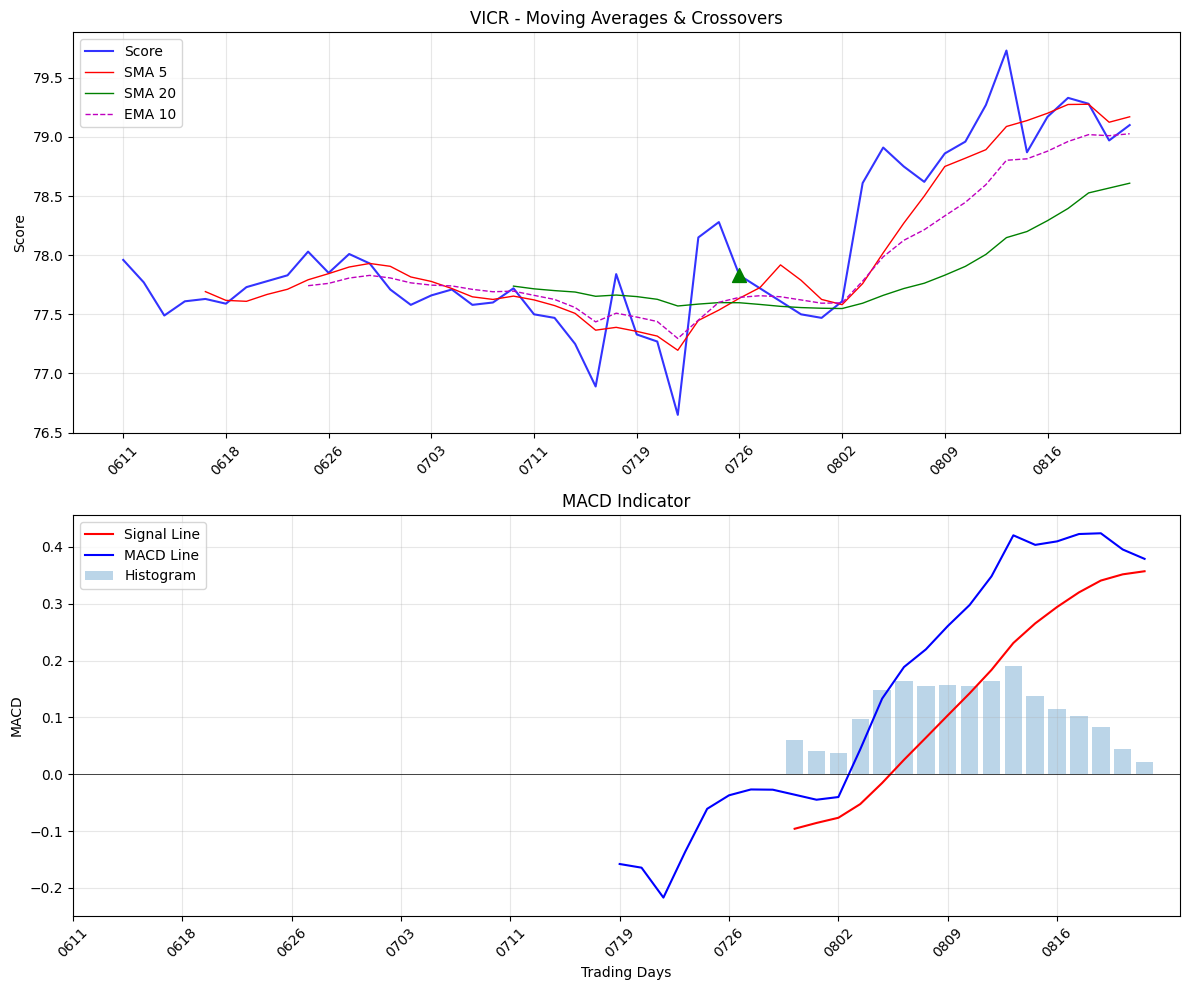 VICR - Moving Averages & Crossovers
Score
SMA 5
SMA 20
EMA 10
Score
79.5
79.0
78.5
78.0
77.5
77.0
76.5
0611
0618
0626
0703
0711
0719
0726
0802
0809
0816
MACD Indicator
Signal Line
MACD Line
Histogram
MACD
0.4
0.3
0.2
0.1
0.0
−0.1
−0.2
0611
0618
0626
0703
0711
0719
0726
0802
0809
0816
Trading Days